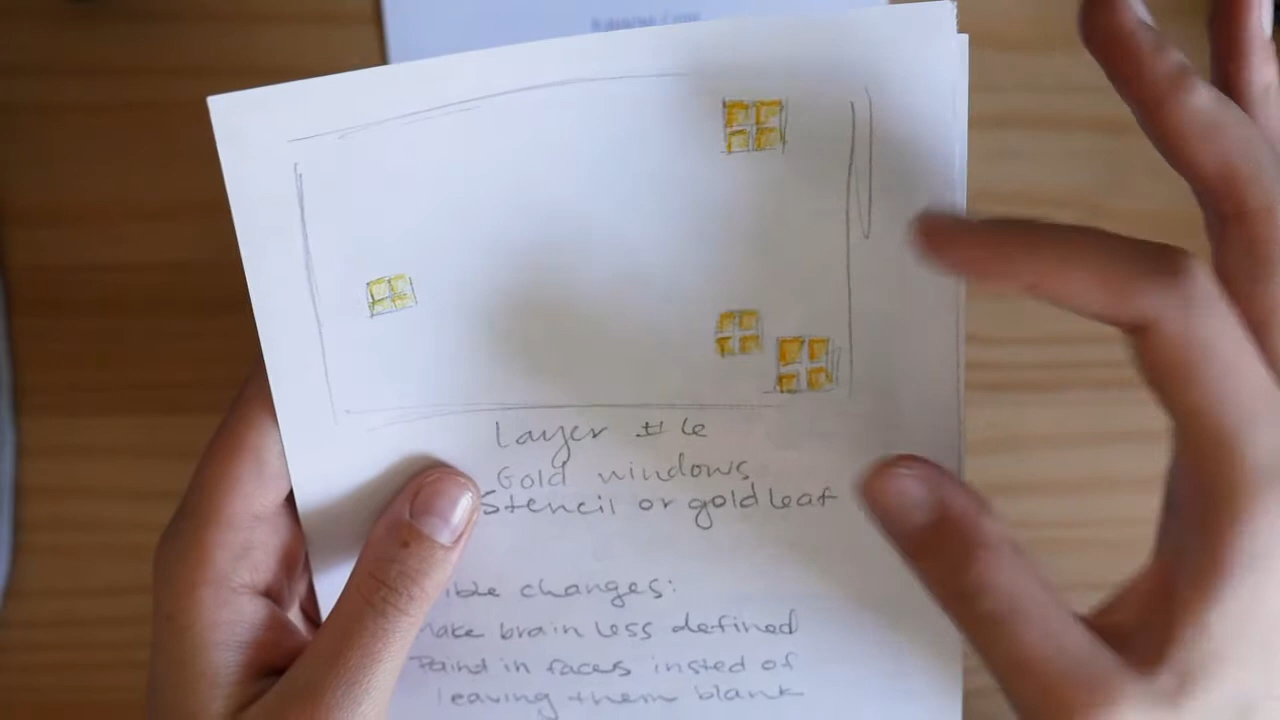 Layer #6
Gold windows
Stencil or gold leaf
ible changes:
Make brain less defined
Paint in faces insted of
leaving them blank